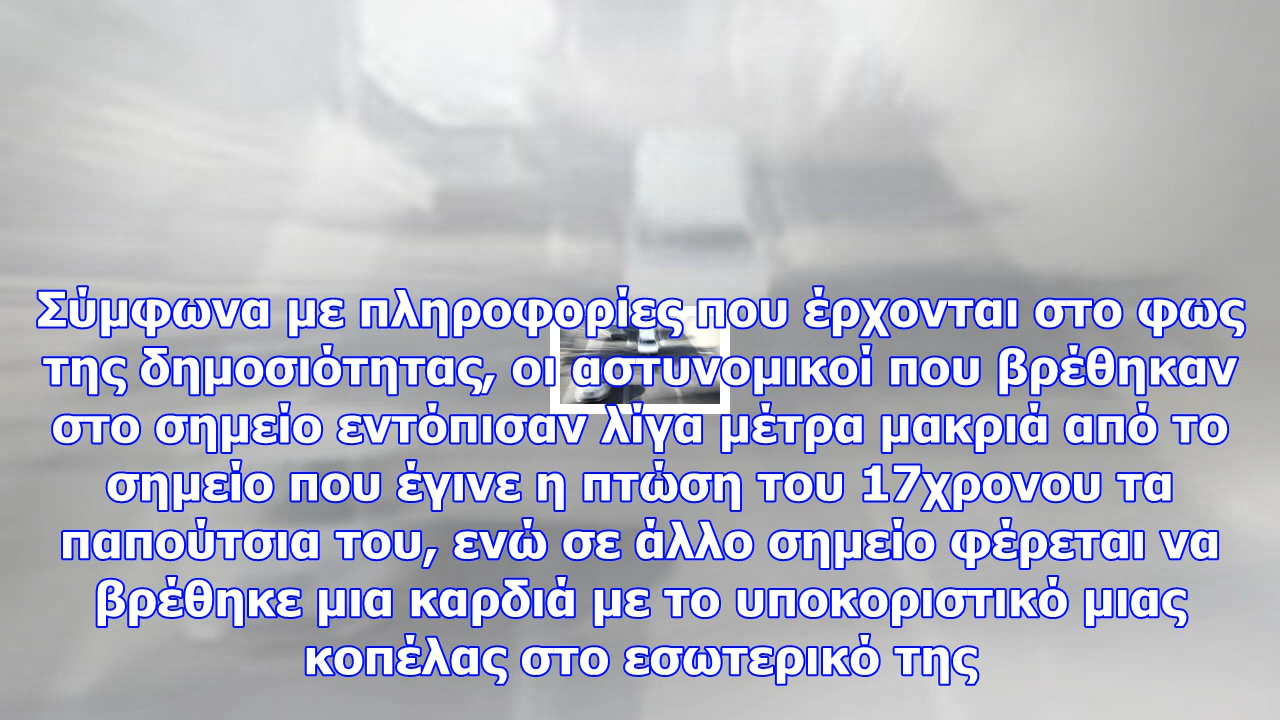 Σύμφωνα με πληροφορίες που έρχονται στο φως
της δημοσιότητας, οι αστυνομικοί που βρέθηκαν
στο σημείο εντόπισαν λίγα μέτρα μακριά από το
σημείο που έγινε η πτώση του 17χρονου τα
παπούτσια του, ενώ σε άλλο σημείο φέρεται να
βρέθηκε μια καρδιά με το υποκοριστικό μιας
κοπέλας στο εσωτερικό της